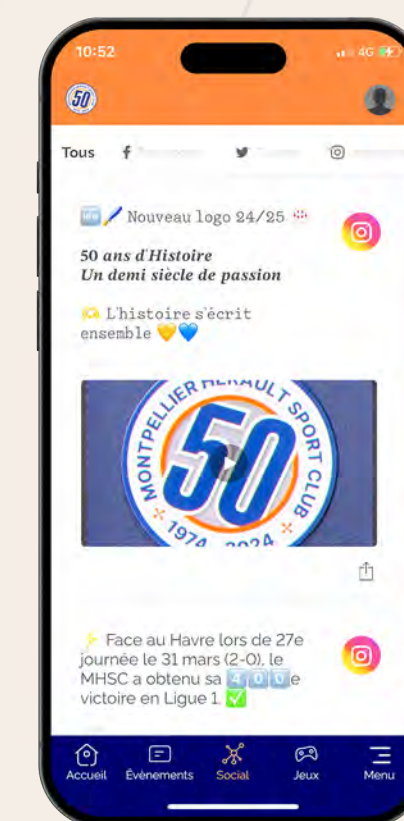 10:52
4G
50
Tous
🆕🖌️ Nouveau logo 24/25
50 ans d'Histoire
Un demi siècle de passion
🫶 L'histoire s'écrit
ensemble 💛💙
MONTPELLIER HERAULT SPORT CLUB
50
1974 2024
✨ Face au Havre lors de 27e
journée le 31 mars (2-0), le
MHSC a obtenu sa 4️⃣0️⃣0️⃣e
victoire en Ligue 1. ✅
Accueil Évènements Social Jeux Menu